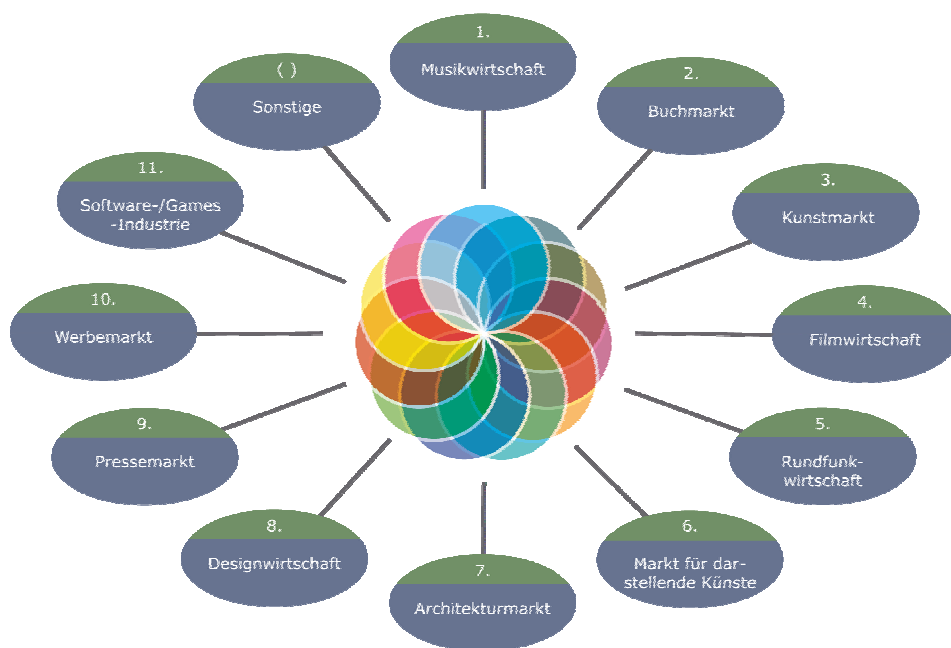 1.
Musikwirtschaft
2.
Buchmarkt
3.
Kunstmarkt
4.
Filmwirtschaft
5.
Rundfunk-
wirtschaft
6.
Markt für dar-
stellende Künste
7.
Architekturmarkt
8.
Designwirtschaft
9.
Pressemarkt
10.
Werbemarkt
11.
Software-/Games
-Industrie
( )
Sonstige